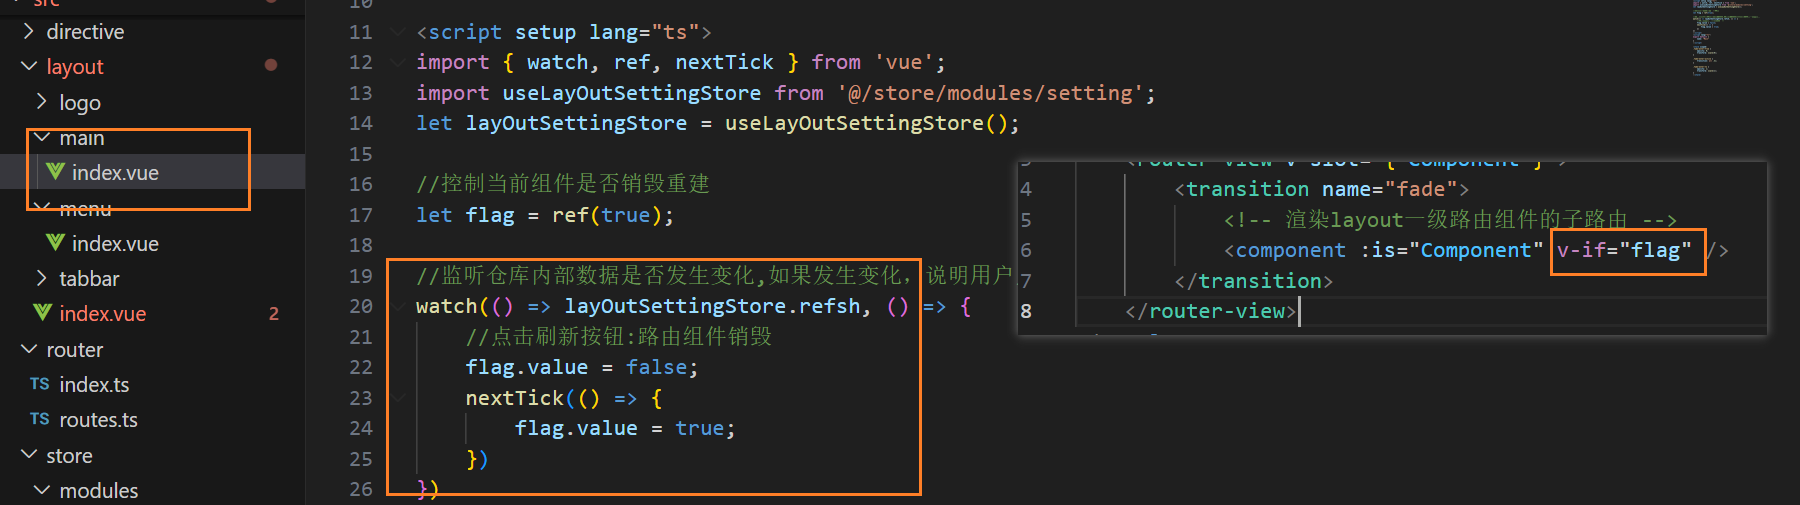 src
directive
layout
logo
main
index.vue
menu
index.vue
tabbar
index.vue 2
router
TS index.ts
TS routes.ts
store
modules
10
11 <script setup lang="ts">
12 import { watch, ref, nextTick } from 'vue';
13 import useLayOutSettingStore from '@/store/modules/setting';
14 let layOutSettingStore = useLayOutSettingStore();
15
16 //控制当前组件是否销毁重建
17 let flag = ref(true);
18
19 //监听仓库内部数据是否发生变化,如果发生变化，说明用户
20 watch(() => layOutSettingStore.refsh, () => {
21 //点击刷新按钮:路由组件销毁
22 flag.value = false;
23 nextTick(() => {
24 flag.value = true;
25 })
26 })
3 <router-view v-slot="{ Component }">
4 <transition name="fade">
5 <!-- 渲染layout一级路由组件的子路由 -->
6 <component :is="Component" v-if="flag" />
7 </transition>
8 </router-view>